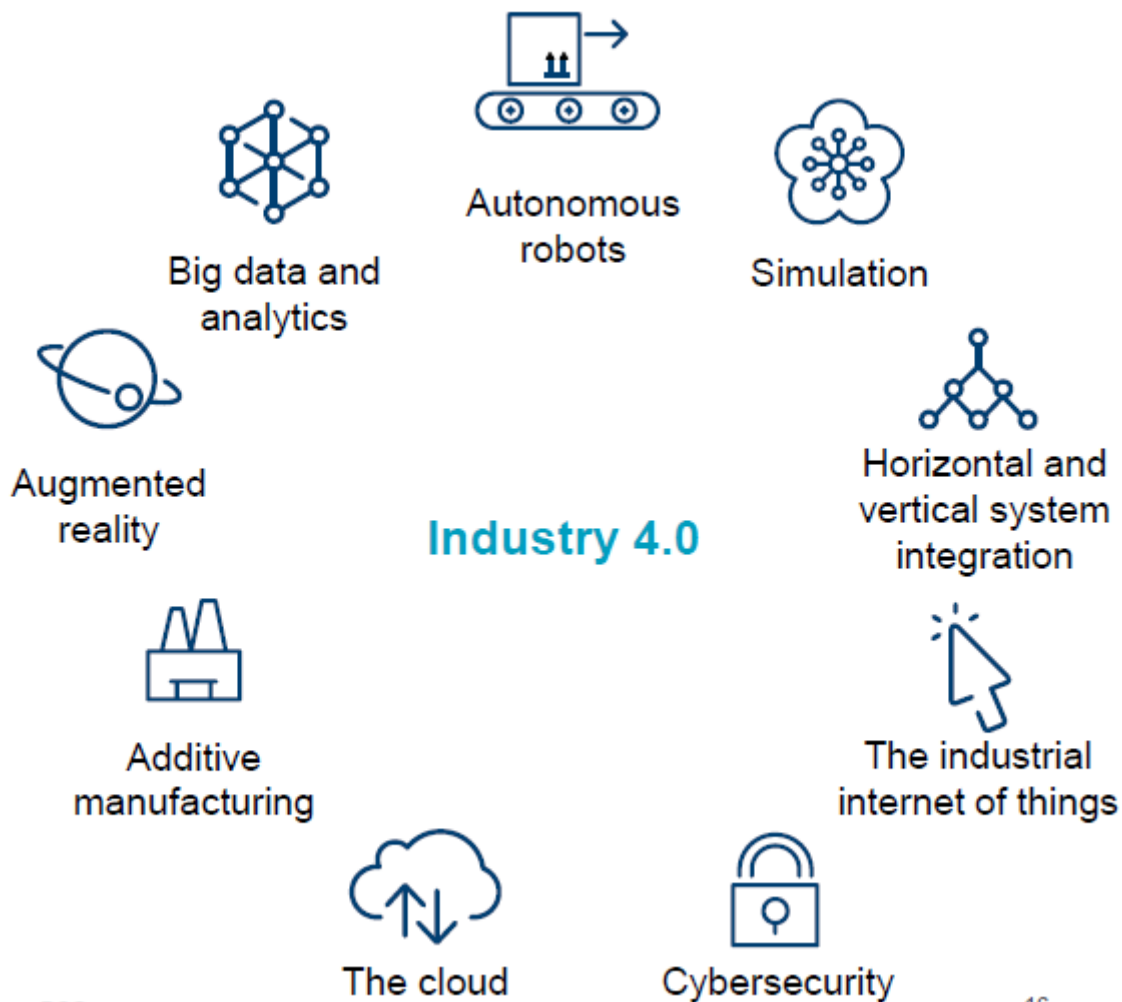 Autonomous
robots
Big data and
analytics
Simulation
Augmented
reality
Horizontal and
vertical system
integration
Industry 4.0
Additive
manufacturing
The industrial
internet of things
The cloud
Cybersecurity